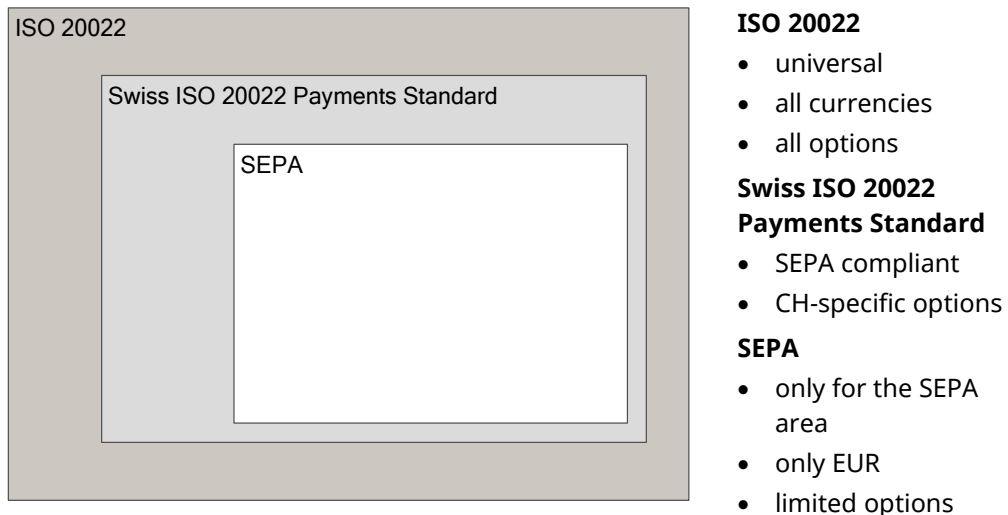 ISO 20022
Swiss ISO 20022 Payments Standard
SEPA
ISO 20022
• universal
• all currencies
• all options
Swiss ISO 20022
Payments Standard
• SEPA compliant
• CH-specific options
SEPA
• only for the SEPA
area
• only EUR
• limited options